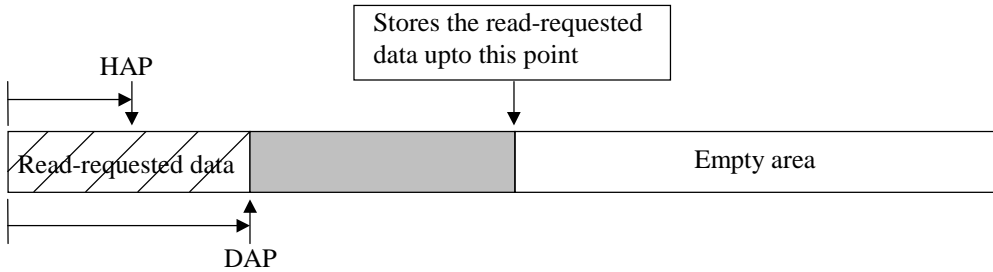 Stores the read-requested
data upto this point
HAP
Read-requested data
Empty area
DAP